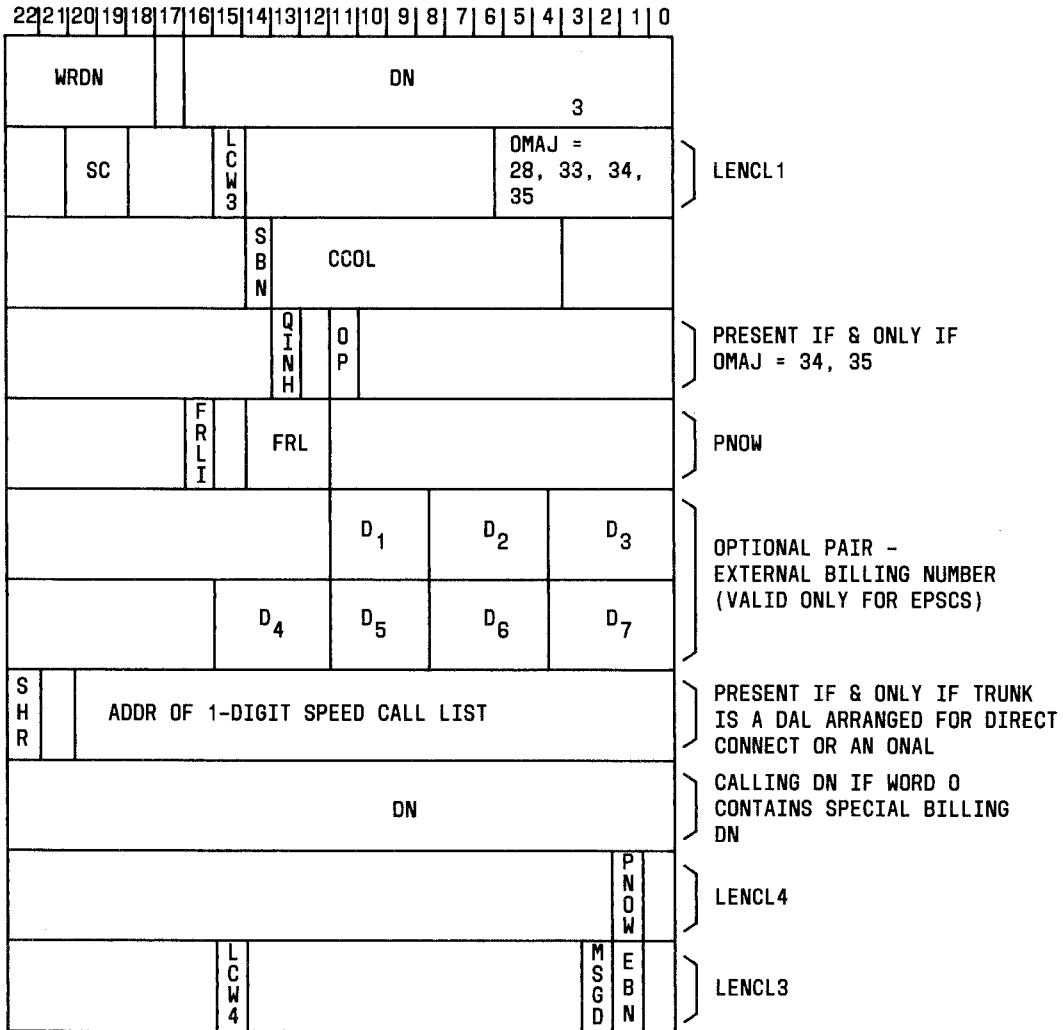 22 21 20 19 18 17 16 15 14 13 12 11 10 9 8 7 6 5 4 3 2 1 0
WRDN DN
3
SC LCW3 OMAJ =
28, 33, 34,
35
LENCL1
SBN CCOL
QINH OP
PRESENT IF & ONLY IF
OMAJ = 34, 35
FRLI FRL
PNOW
D1 D2 D3
D4 D5 D6 D7
OPTIONAL PAIR -
EXTERNAL BILLING NUMBER
(VALID ONLY FOR EPSCS)
SHR ADDR OF 1-DIGIT SPEED CALL LIST
PRESENT IF & ONLY IF TRUNK
IS A DAL ARRANGED FOR DIRECT
CONNECT OR AN ONAL
DN
CALLING DN IF WORD 0
CONTAINS SPECIAL BILLING
DN
PNOW
LENCL4
LCW4 MSGD EBN
LENCL3